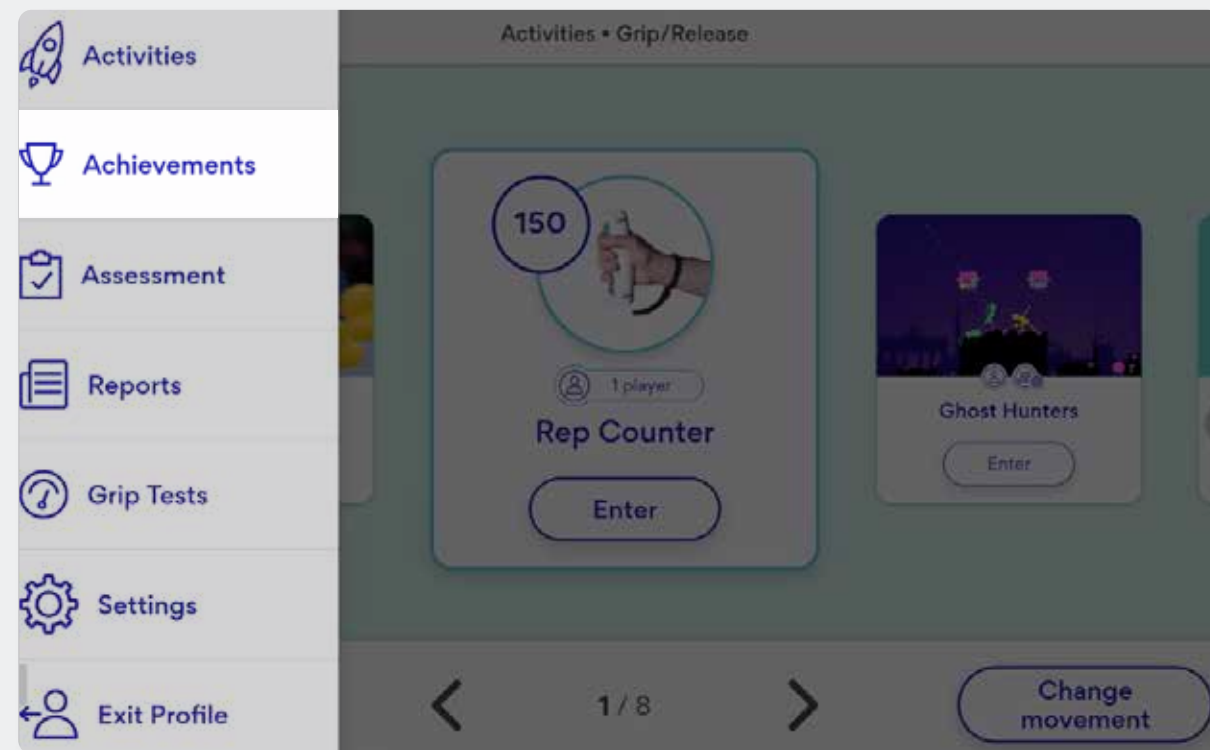 Activities
Achievements
Assessment
Reports
Grip Tests
Settings
Exit Profile
Activities • Grip/Release
150
1 player
Rep Counter
Enter
Ghost Hunters
Enter
1 / 8
Change
movement